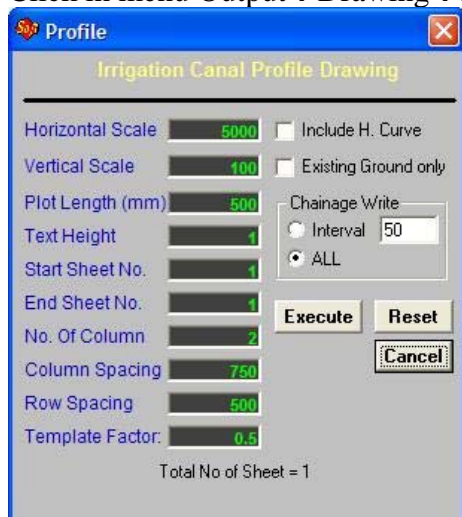 Profile
Irrigation Canal Profile Drawing
Horizontal Scale 5000 Include H. Curve
Vertical Scale 100 Existing Ground only
Plot Length (mm) 500 Chainage Write
Text Height 1 Interval 50
Start Sheet No. 1 ALL
End Sheet No. 1 Execute Reset
No. Of Column 2 Cancel
Column Spacing 750
Row Spacing 500
Template Factor: 0.5
Total No of Sheet = 1